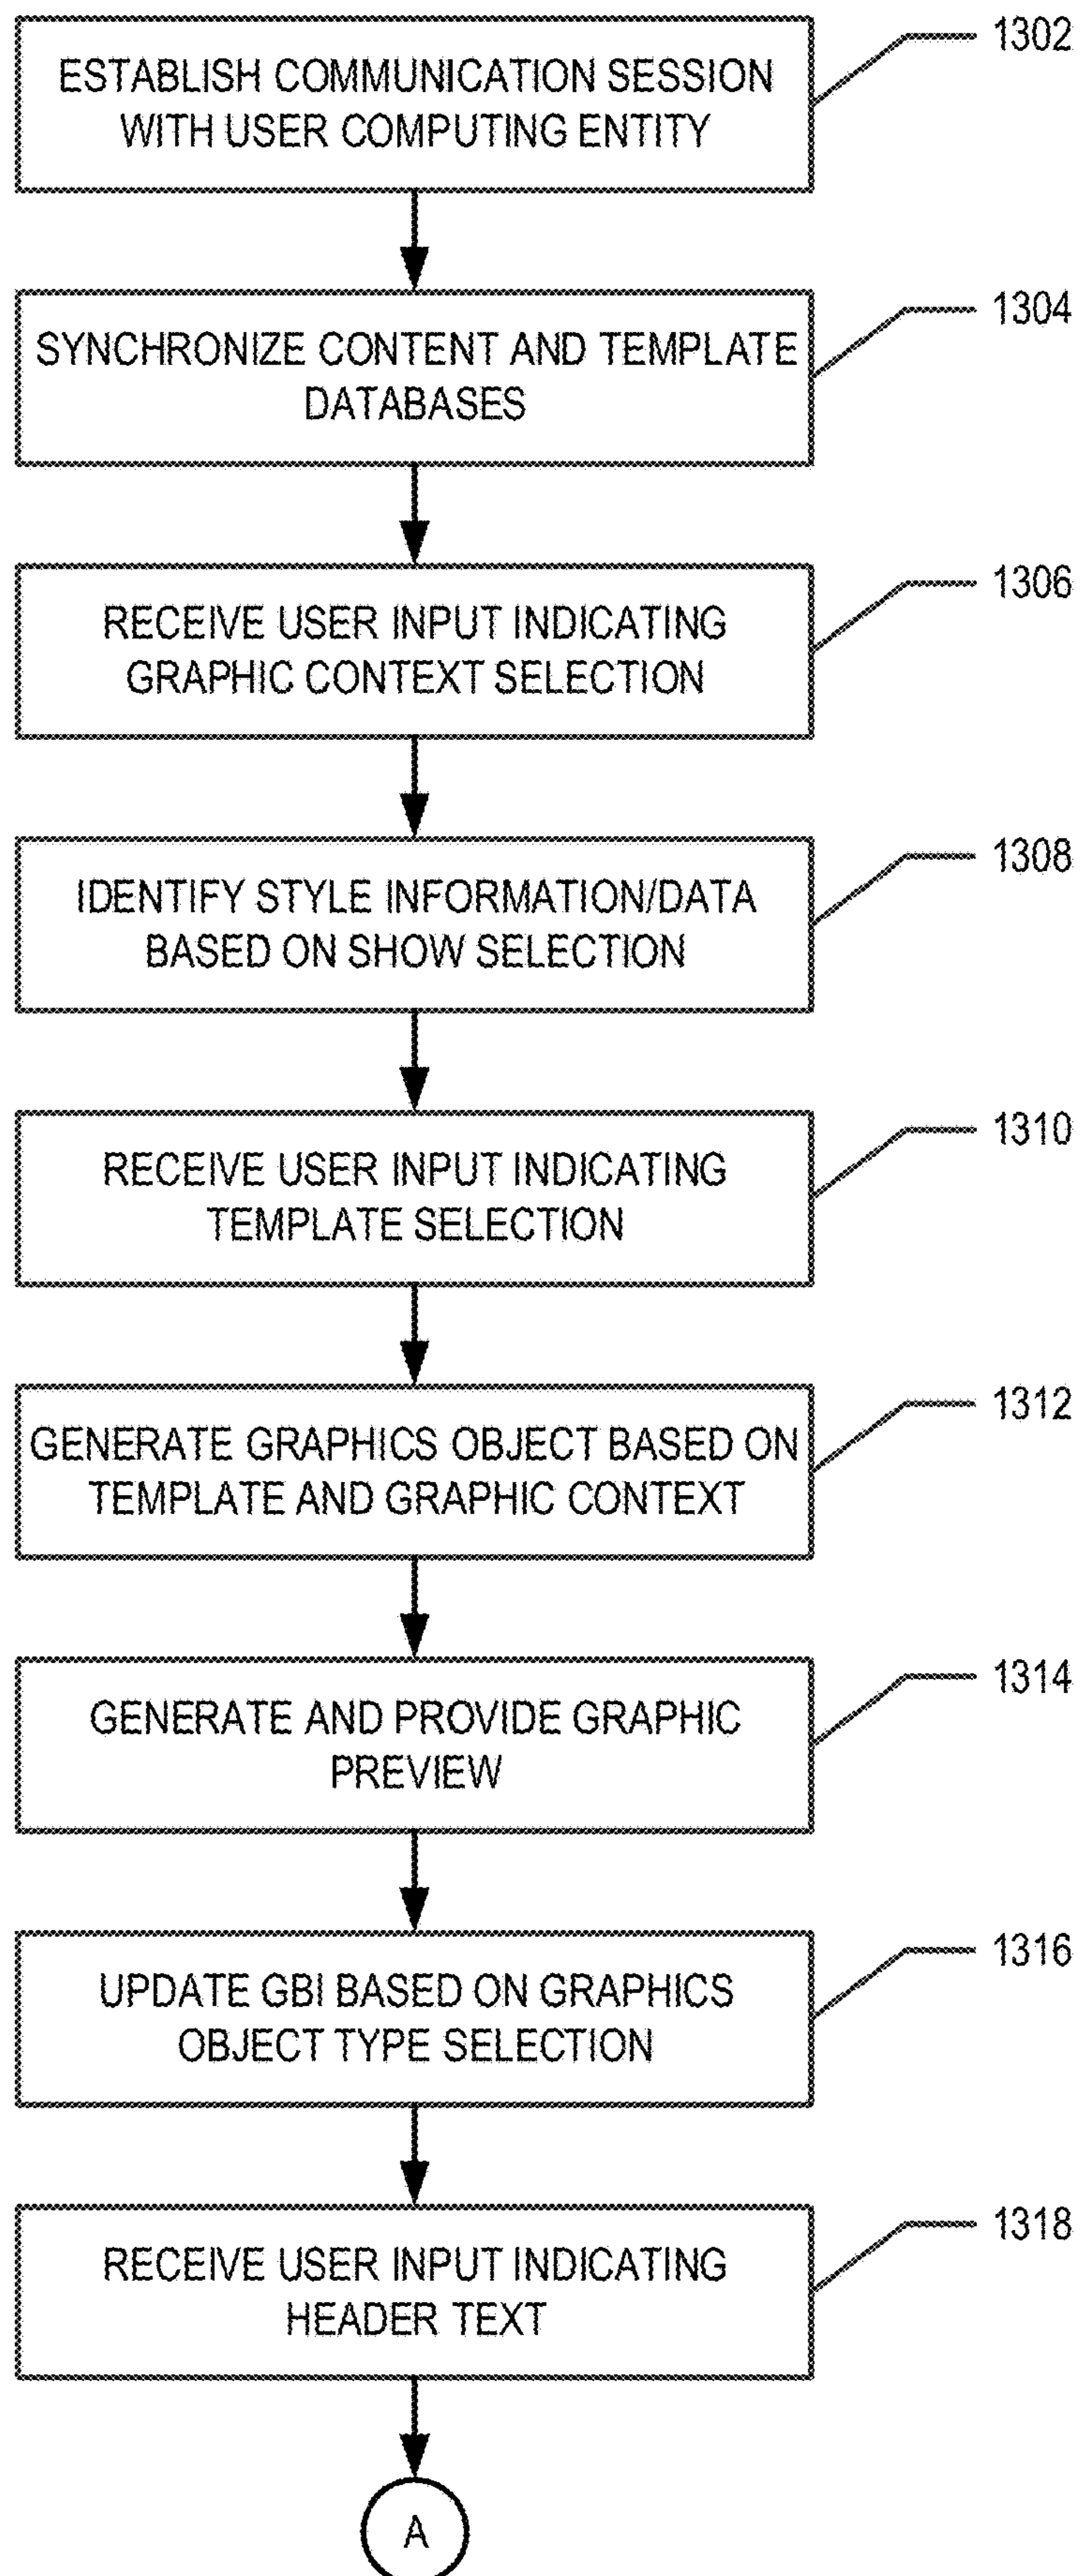 1302
ESTABLISH COMMUNICATION SESSION
WITH USER COMPUTING ENTITY
1304
SYNCHRONIZE CONTENT AND TEMPLATE
DATABASES
1306
RECEIVE USER INPUT INDICATING
GRAPHIC CONTEXT SELECTION
1308
IDENTIFY STYLE INFORMATION/DATA
BASED ON SHOW SELECTION
1310
RECEIVE USER INPUT INDICATING
TEMPLATE SELECTION
1312
GENERATE GRAPHICS OBJECT BASED ON
TEMPLATE AND GRAPHIC CONTEXT
1314
GENERATE AND PROVIDE GRAPHIC
PREVIEW
1316
UPDATE GBI BASED ON GRAPHICS
OBJECT TYPE SELECTION
1318
RECEIVE USER INPUT INDICATING
HEADER TEXT
A